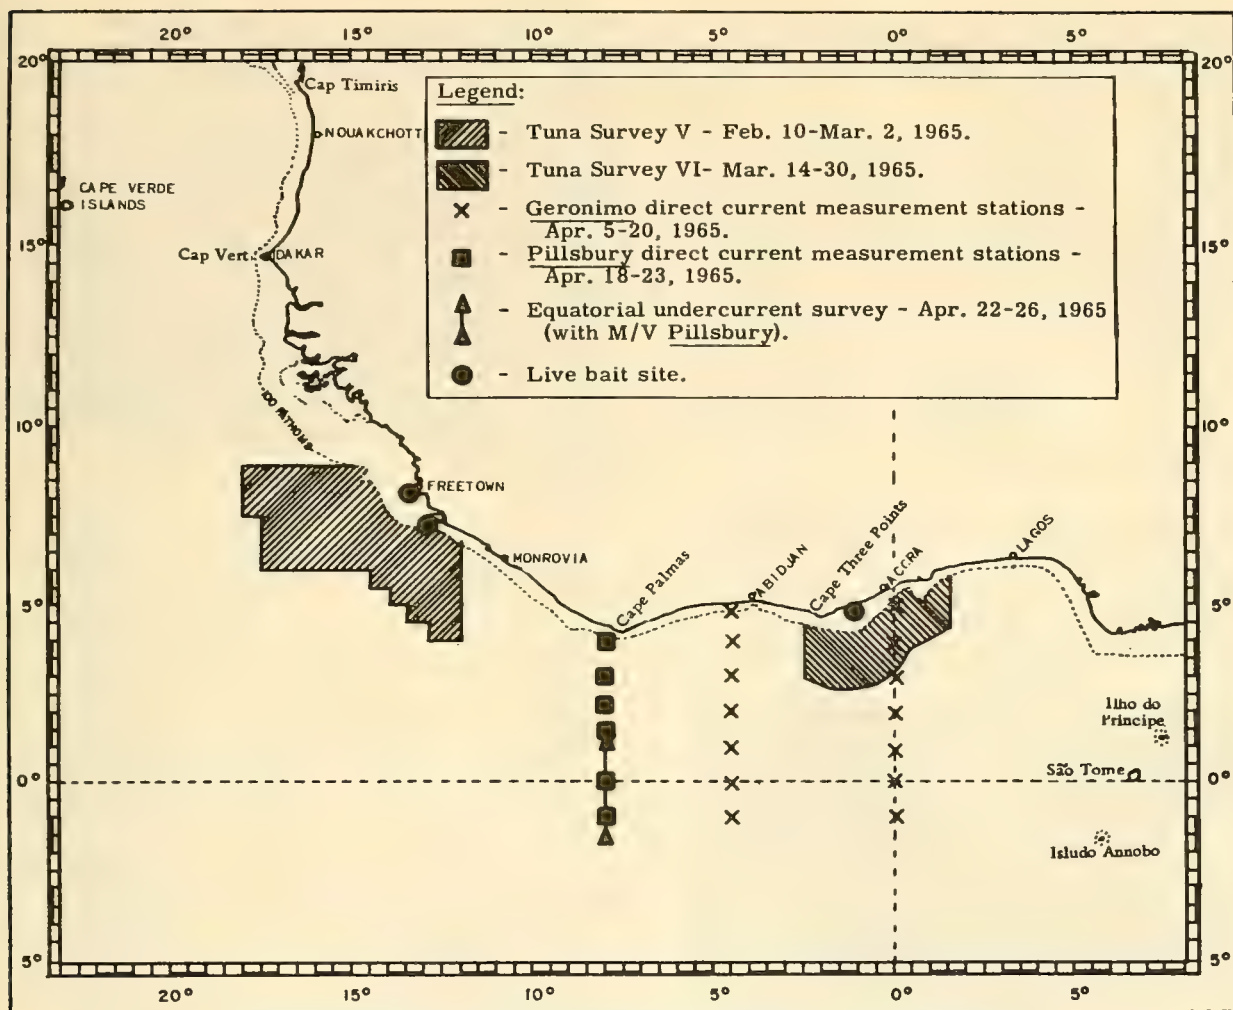 20° 15° 10° 5° 0° 5°
20° 20°
Cap Timiris
NOUAKCHOTT
CAPE VERDE
ISLANDS
15° 15°
Cap Vert.
DAKAR
Legend:
- Tuna Survey V - Feb. 10-Mar. 2, 1965.
- Tuna Survey VI- Mar. 14-30, 1965.
- Geronimo direct current measurement stations -
Apr. 5-20, 1965.
- Pillsbury direct current measurement stations -
Apr. 18-23, 1965.
- Equatorial undercurrent survey - Apr. 22-26, 1965
(with M/V Pillsbury).
- Live bait site.
10° 10°
100 FATHOMS
FREETOWN
MONROVIA
Cape Palmas
ABIDJAN
Cape Three Points
ACCRA
LAGOS
5° 5°
Ilho do
Principe
São Tome
0° 0°
Isludo Annobo
5° 5°
20° 15° 10° 5° 0° 5°